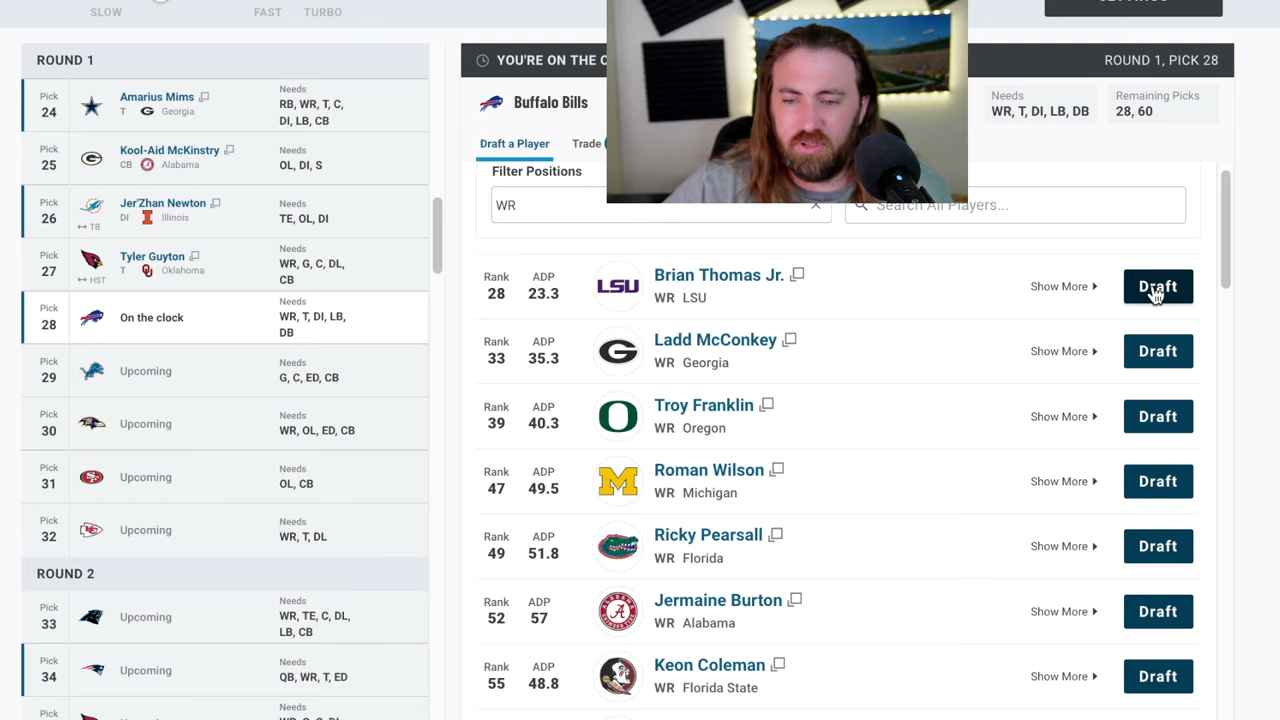 SLOW FAST TURBO
ROUND 1
Pick 24 Amarius Mims T Georgia Needs RB, WR, T, C, DI, LB, CB
Pick 25 Kool-Aid McKinstry CB Alabama Needs OL, DI, S
Pick 26 Jer'Zhan Newton DI Illinois ↔ TB Needs TE, OL, DI
Pick 27 Tyler Guyton T Oklahoma ↔ HST Needs WR, G, C, DL, CB
Pick 28 On the clock Needs WR, T, DI, LB, DB
Pick 29 Upcoming Needs G, C, ED, CB
Pick 30 Upcoming Needs WR, OL, ED, CB
Pick 31 Upcoming Needs OL, CB
Pick 32 Upcoming Needs WR, T, DL
ROUND 2
Pick 33 Upcoming Needs WR, TE, C, DL, LB, CB
Pick 34 Upcoming Needs QB, WR, T, ED
YOU'RE ON THE
ROUND 1, PICK 28
Buffalo Bills
Needs WR, T, DI, LB, DB
Remaining Picks 28, 60
Draft a Player Trade
Filter Positions
WR
Search All Players...
Rank 28 ADP 23.3 LSU Brian Thomas Jr. WR LSU Show More Draft
Rank 33 ADP 35.3 G Ladd McConkey WR Georgia Show More Draft
Rank 39 ADP 40.3 O Troy Franklin WR Oregon Show More Draft
Rank 47 ADP 49.5 M Roman Wilson WR Michigan Show More Draft
Rank 49 ADP 51.8 Ricky Pearsall WR Florida Show More Draft
Rank 52 ADP 57 A Jermaine Burton WR Alabama Show More Draft
Rank 55 ADP 48.8 Keon Coleman WR Florida State Show More Draft